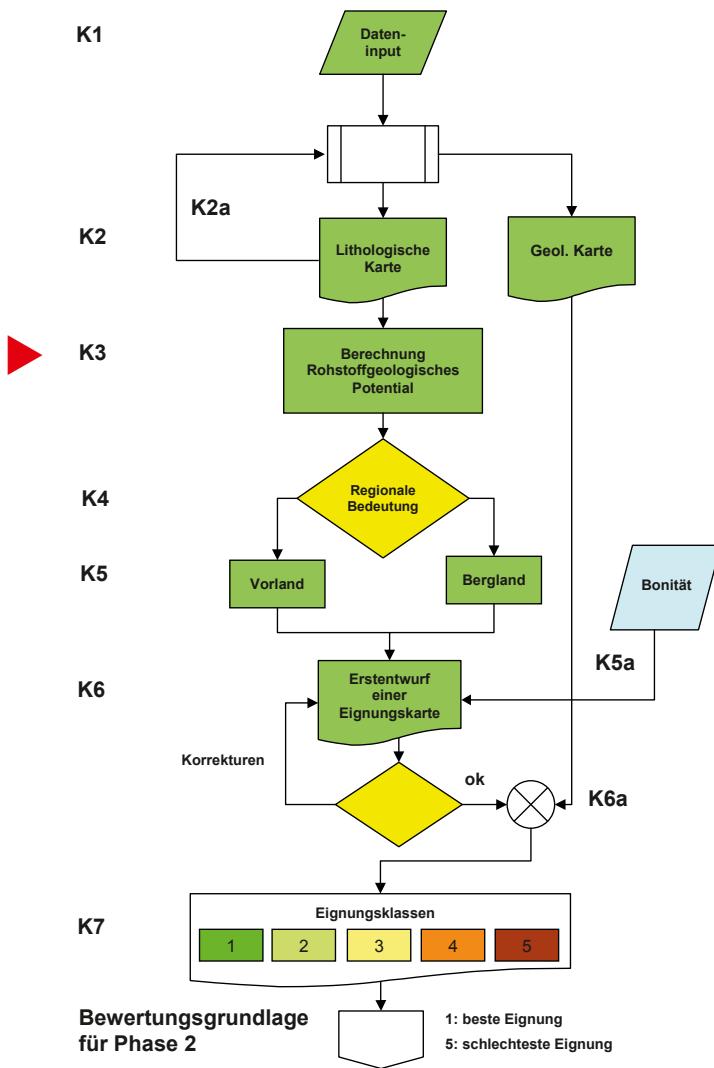 K1
Daten-
input
K2a
K2
Lithologische
Karte
Geol. Karte
K3
Berechnung
Rohstoffgeologisches
Potential
K4
Regionale
Bedeutung
K5
Vorland
Bergland
Bonität
K5a
K6
Erstentwurf
einer
Eignungskarte
Korrekturen
ok
K6a
K7
Eignungsklassen
1 2 3 4 5
Bewertungsgrundlage
für Phase 2
1: beste Eignung
5: schlechteste Eignung